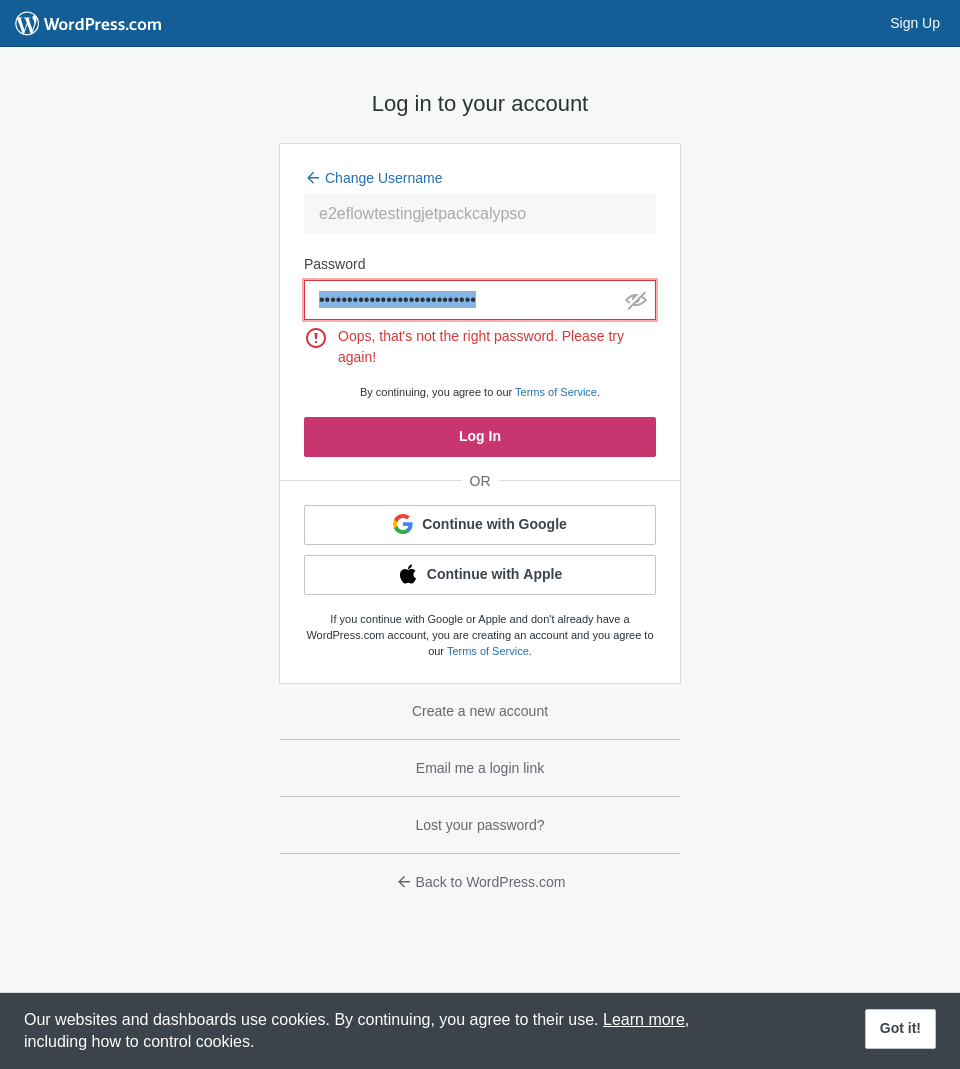 WordPress.com
Sign Up
Log in to your account
Change Username
e2eflowtestingjetpackcalypso
Password
••••••••••••••••••••••••••••
Oops, that's not the right password. Please try
again!
By continuing, you agree to our Terms of Service.
Log In
OR
Continue with Google
Continue with Apple
If you continue with Google or Apple and don't already have a
WordPress.com account, you are creating an account and you agree to
our Terms of Service.
Create a new account
Email me a login link
Lost your password?
Back to WordPress.com
Our websites and dashboards use cookies. By continuing, you agree to their use. Learn more,
including how to control cookies.
Got it!